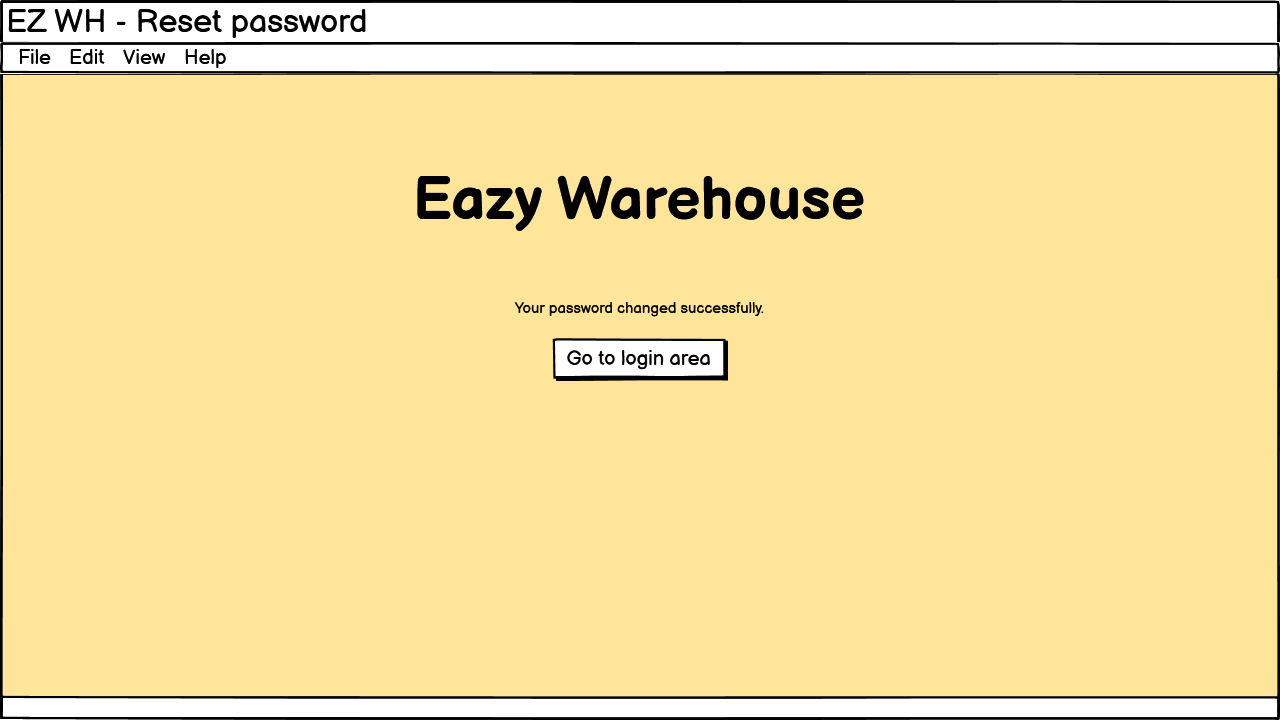 EZ WH - Reset password
File Edit View Help
Eazy Warehouse
Your password changed successfully.
Go to login area